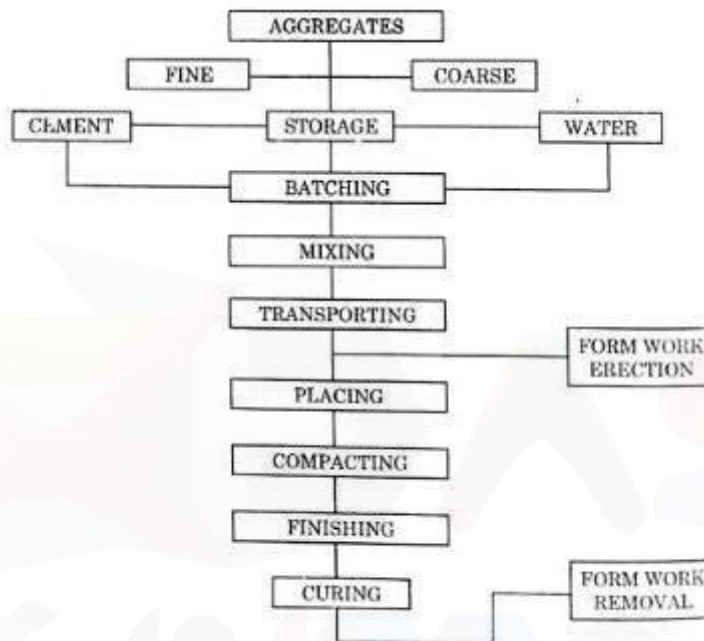 AGGREGATES
FINE
COARSE
CEMENT
STORAGE
WATER
BATCHING
MIXING
TRANSPORTING
FORM WORK
ERECTION
PLACING
COMPACTING
FINISHING
CURING
FORM WORK
REMOVAL